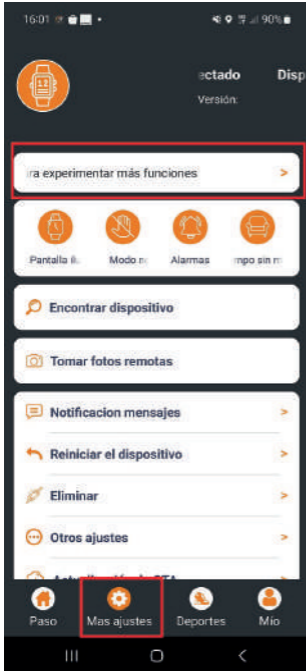 16:01 90%
ectado Disp
Versión:
ra experimentar más funciones >
Pantalla Modo Alarmas mpo sin
Encontrar dispositivo
Tomar fotos remotas
Notificacion mensajes >
Reiniciar el dispositivo >
Eliminar >
Otros ajustes >
Paso Mas ajustes Deportes Mio